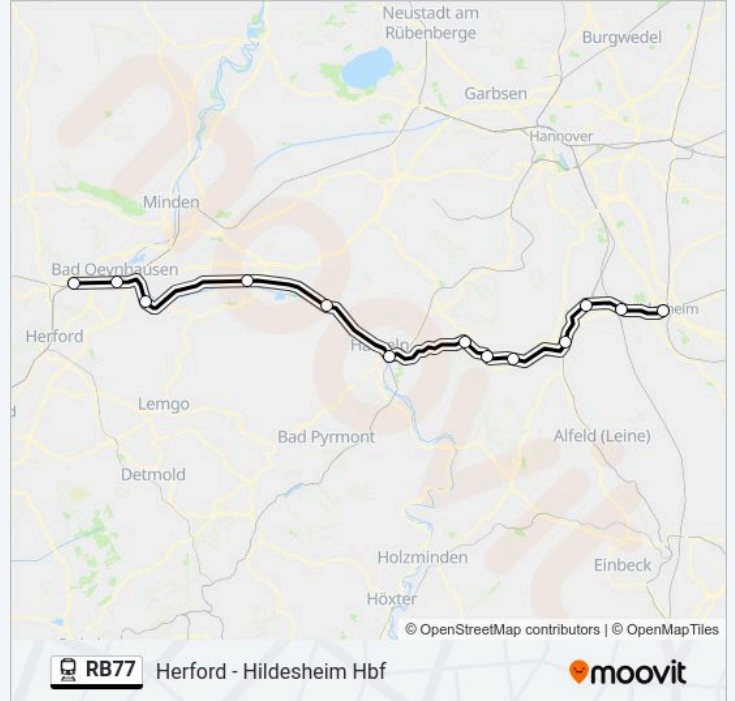 Neustadt am
Rübenberge
Burgwedel
Garbsen
Hannover
Minden
Bad Oeynhausen
Herford
Lemgo
Bad Pyrmont
Alfeld (Leine)
Detmold
Holzminden
Einbeck
Höxter
© OpenStreetMap contributors | © OpenMapTiles
RB77 Herford - Hildesheim Hbf
moovit